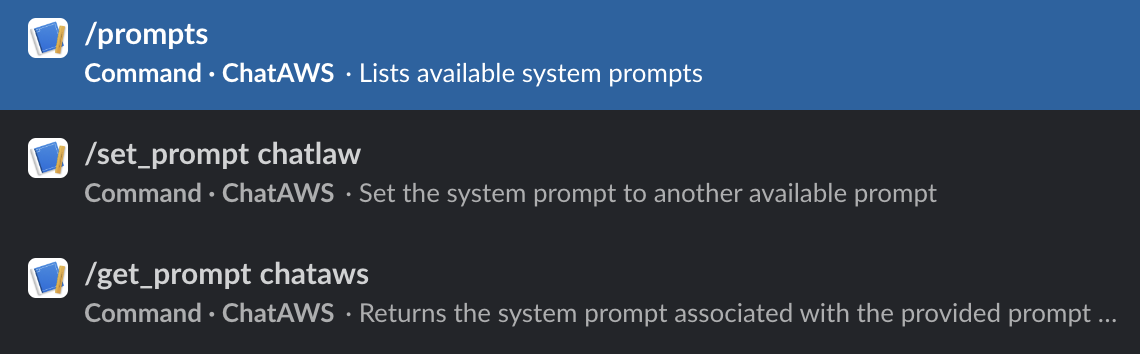 /prompts
Command · ChatAWS · Lists available system prompts
/set_prompt chatlaw
Command · ChatAWS · Set the system prompt to another available prompt
/get_prompt chataws
Command · ChatAWS · Returns the system prompt associated with the provided prompt ...